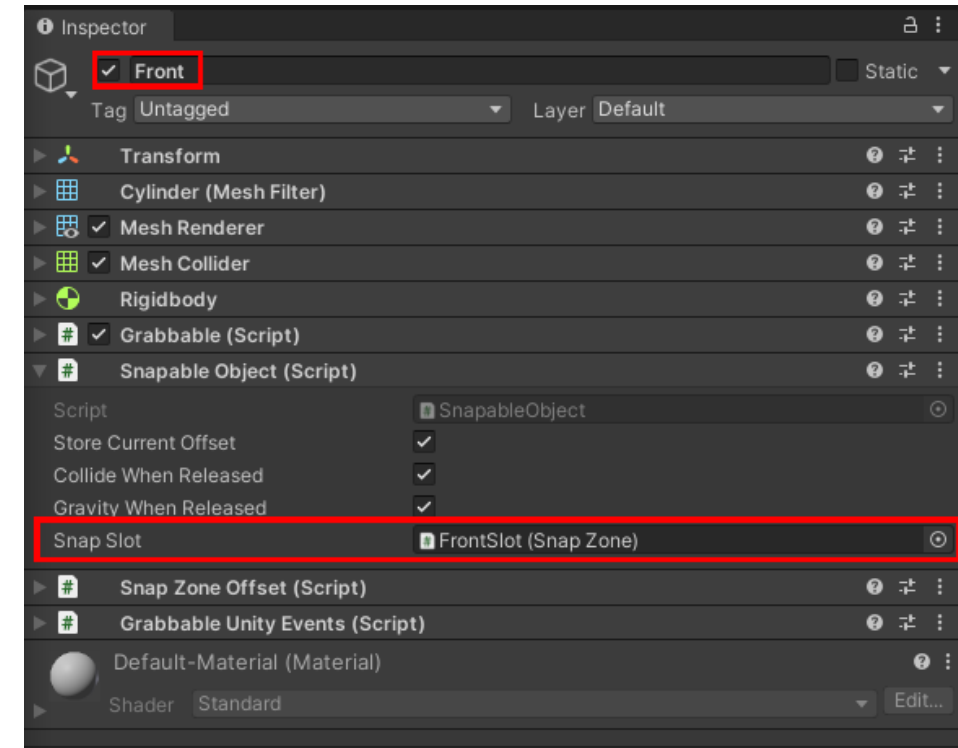 Inspector
Front
Static
Tag Untagged Layer Default
Transform
Cylinder (Mesh Filter)
Mesh Renderer
Mesh Collider
Rigidbody
# Grabbable (Script)
# Snapable Object (Script)
Script # SnapableObject
Store Current Offset
Collide When Released
Gravity When Released
Snap Slot # FrontSlot (Snap Zone)
# Snap Zone Offset (Script)
# Grabbable Unity Events (Script)
Default-Material (Material)
Shader Standard Edit...